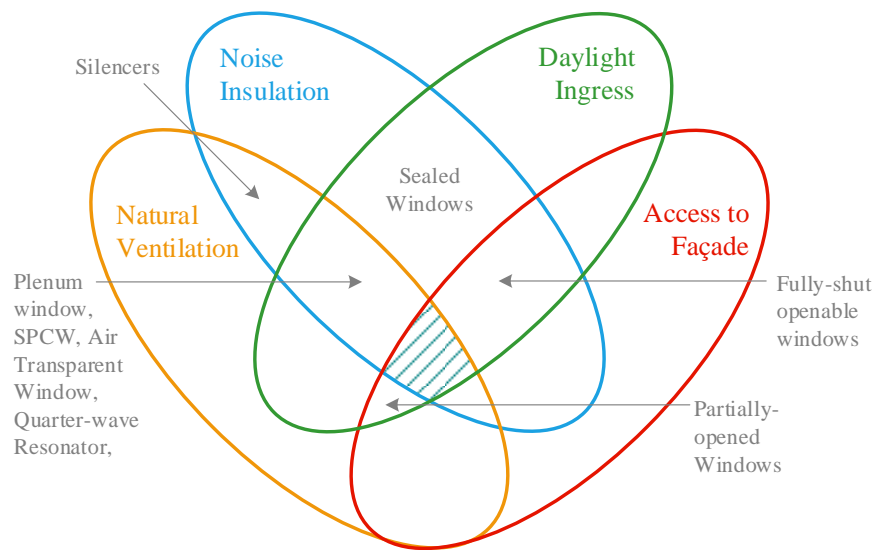 Silencers
Noise
Insulation
Daylight
Ingress
Sealed
Windows
Natural
Ventilation
Access to
Façade
Plenum
window,
SPCW, Air
Transparent
Window,
Quarter-wave
Resonator,
Fully-shut
openable
windows
Partially-
opened
Windows